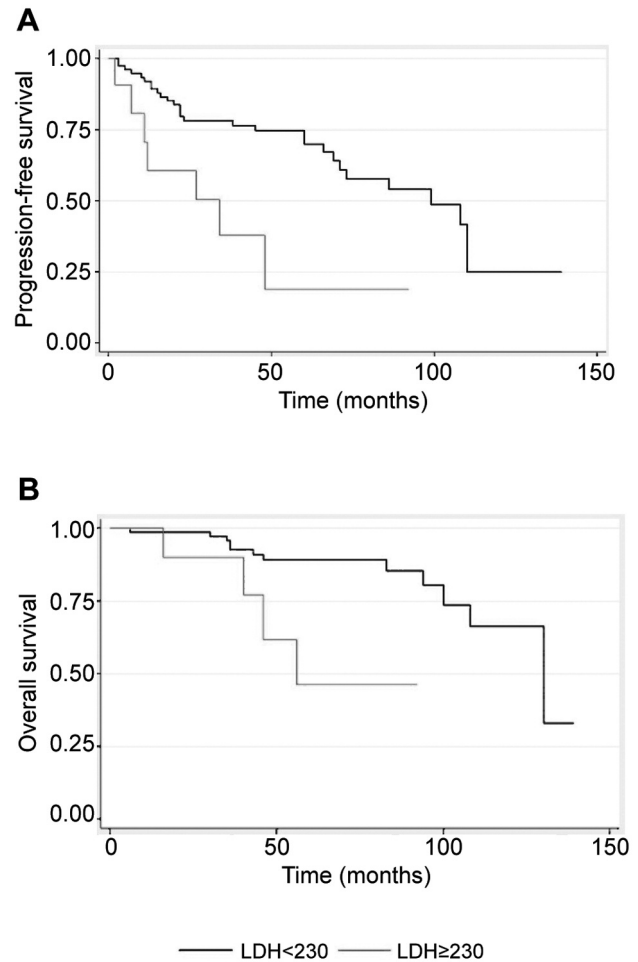 A
Progression-free survival
1.00
0.75
0.50
0.25
0.00
0 50 100 150
Time (months)
B
Overall survival
1.00
0.75
0.50
0.25
0.00
0 50 100 150
Time (months)
LDH<230 LDH≥230